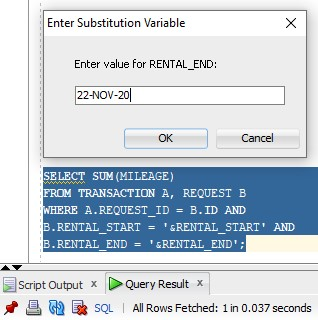 Enter Substitution Variable
Enter value for RENTAL_END:
22-NOV-20
OK Cancel
SELECT SUM(MILEAGE)
FROM TRANSACTION A, REQUEST B
WHERE A.REQUEST_ID = B.ID AND
B.RENTAL_START = '&RENTAL_START' AND
B.RENTAL_END = '&RENTAL_END';
Script Output x Query Result x
SQL | All Rows Fetched: 1 in 0.037 seconds